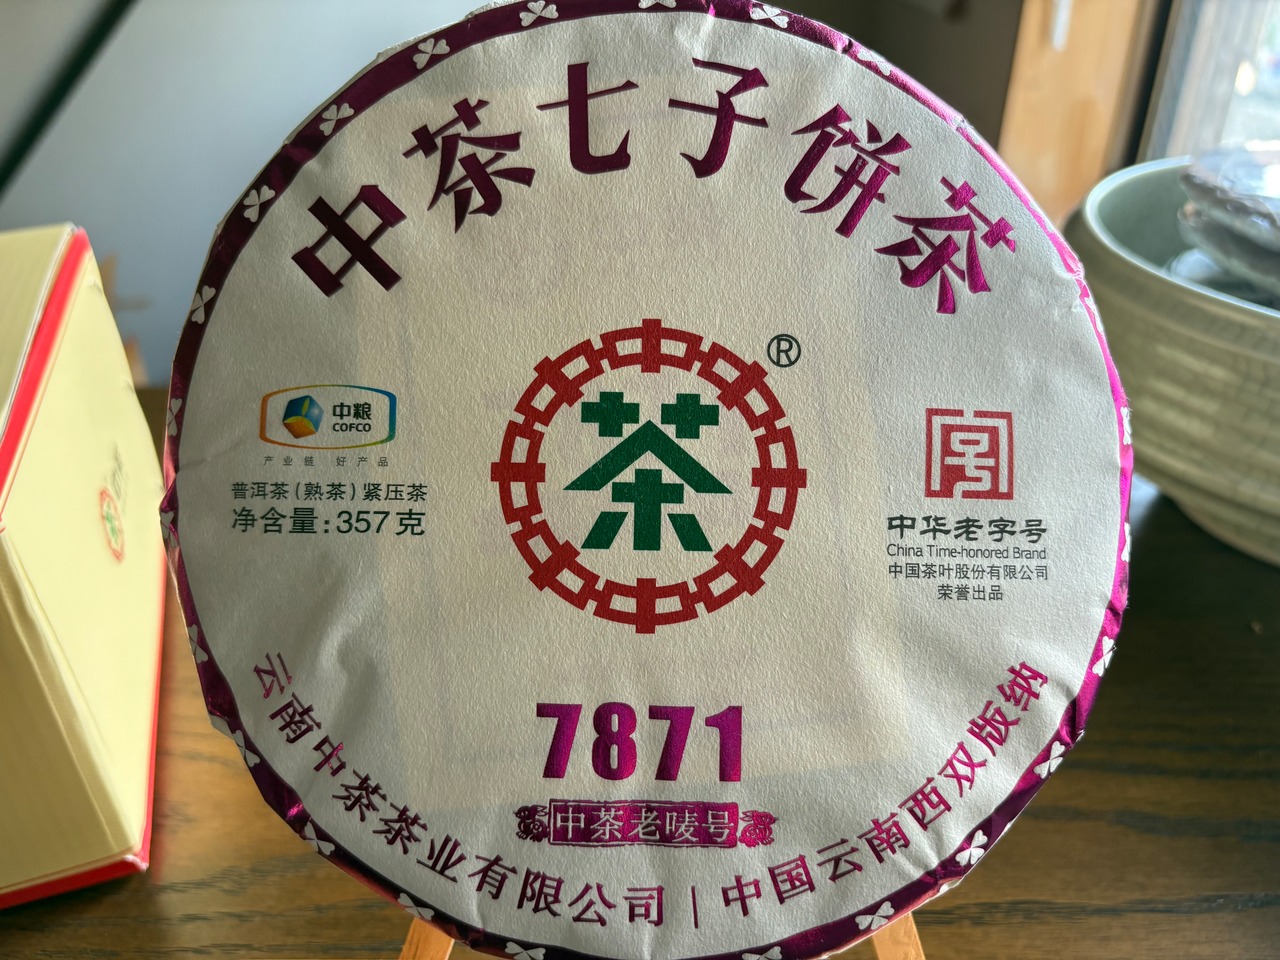 中茶七子饼茶
®
茶
中粮
COFCO
产业链 好产品
普洱茶(熟茶)紧压茶
净含量:357克
号
中华老字号
China Time-honored Brand
中国茶叶股份有限公司
荣誉出品
7871
中茶老唛号
云南中茶茶业有限公司|中国云南西双版纳